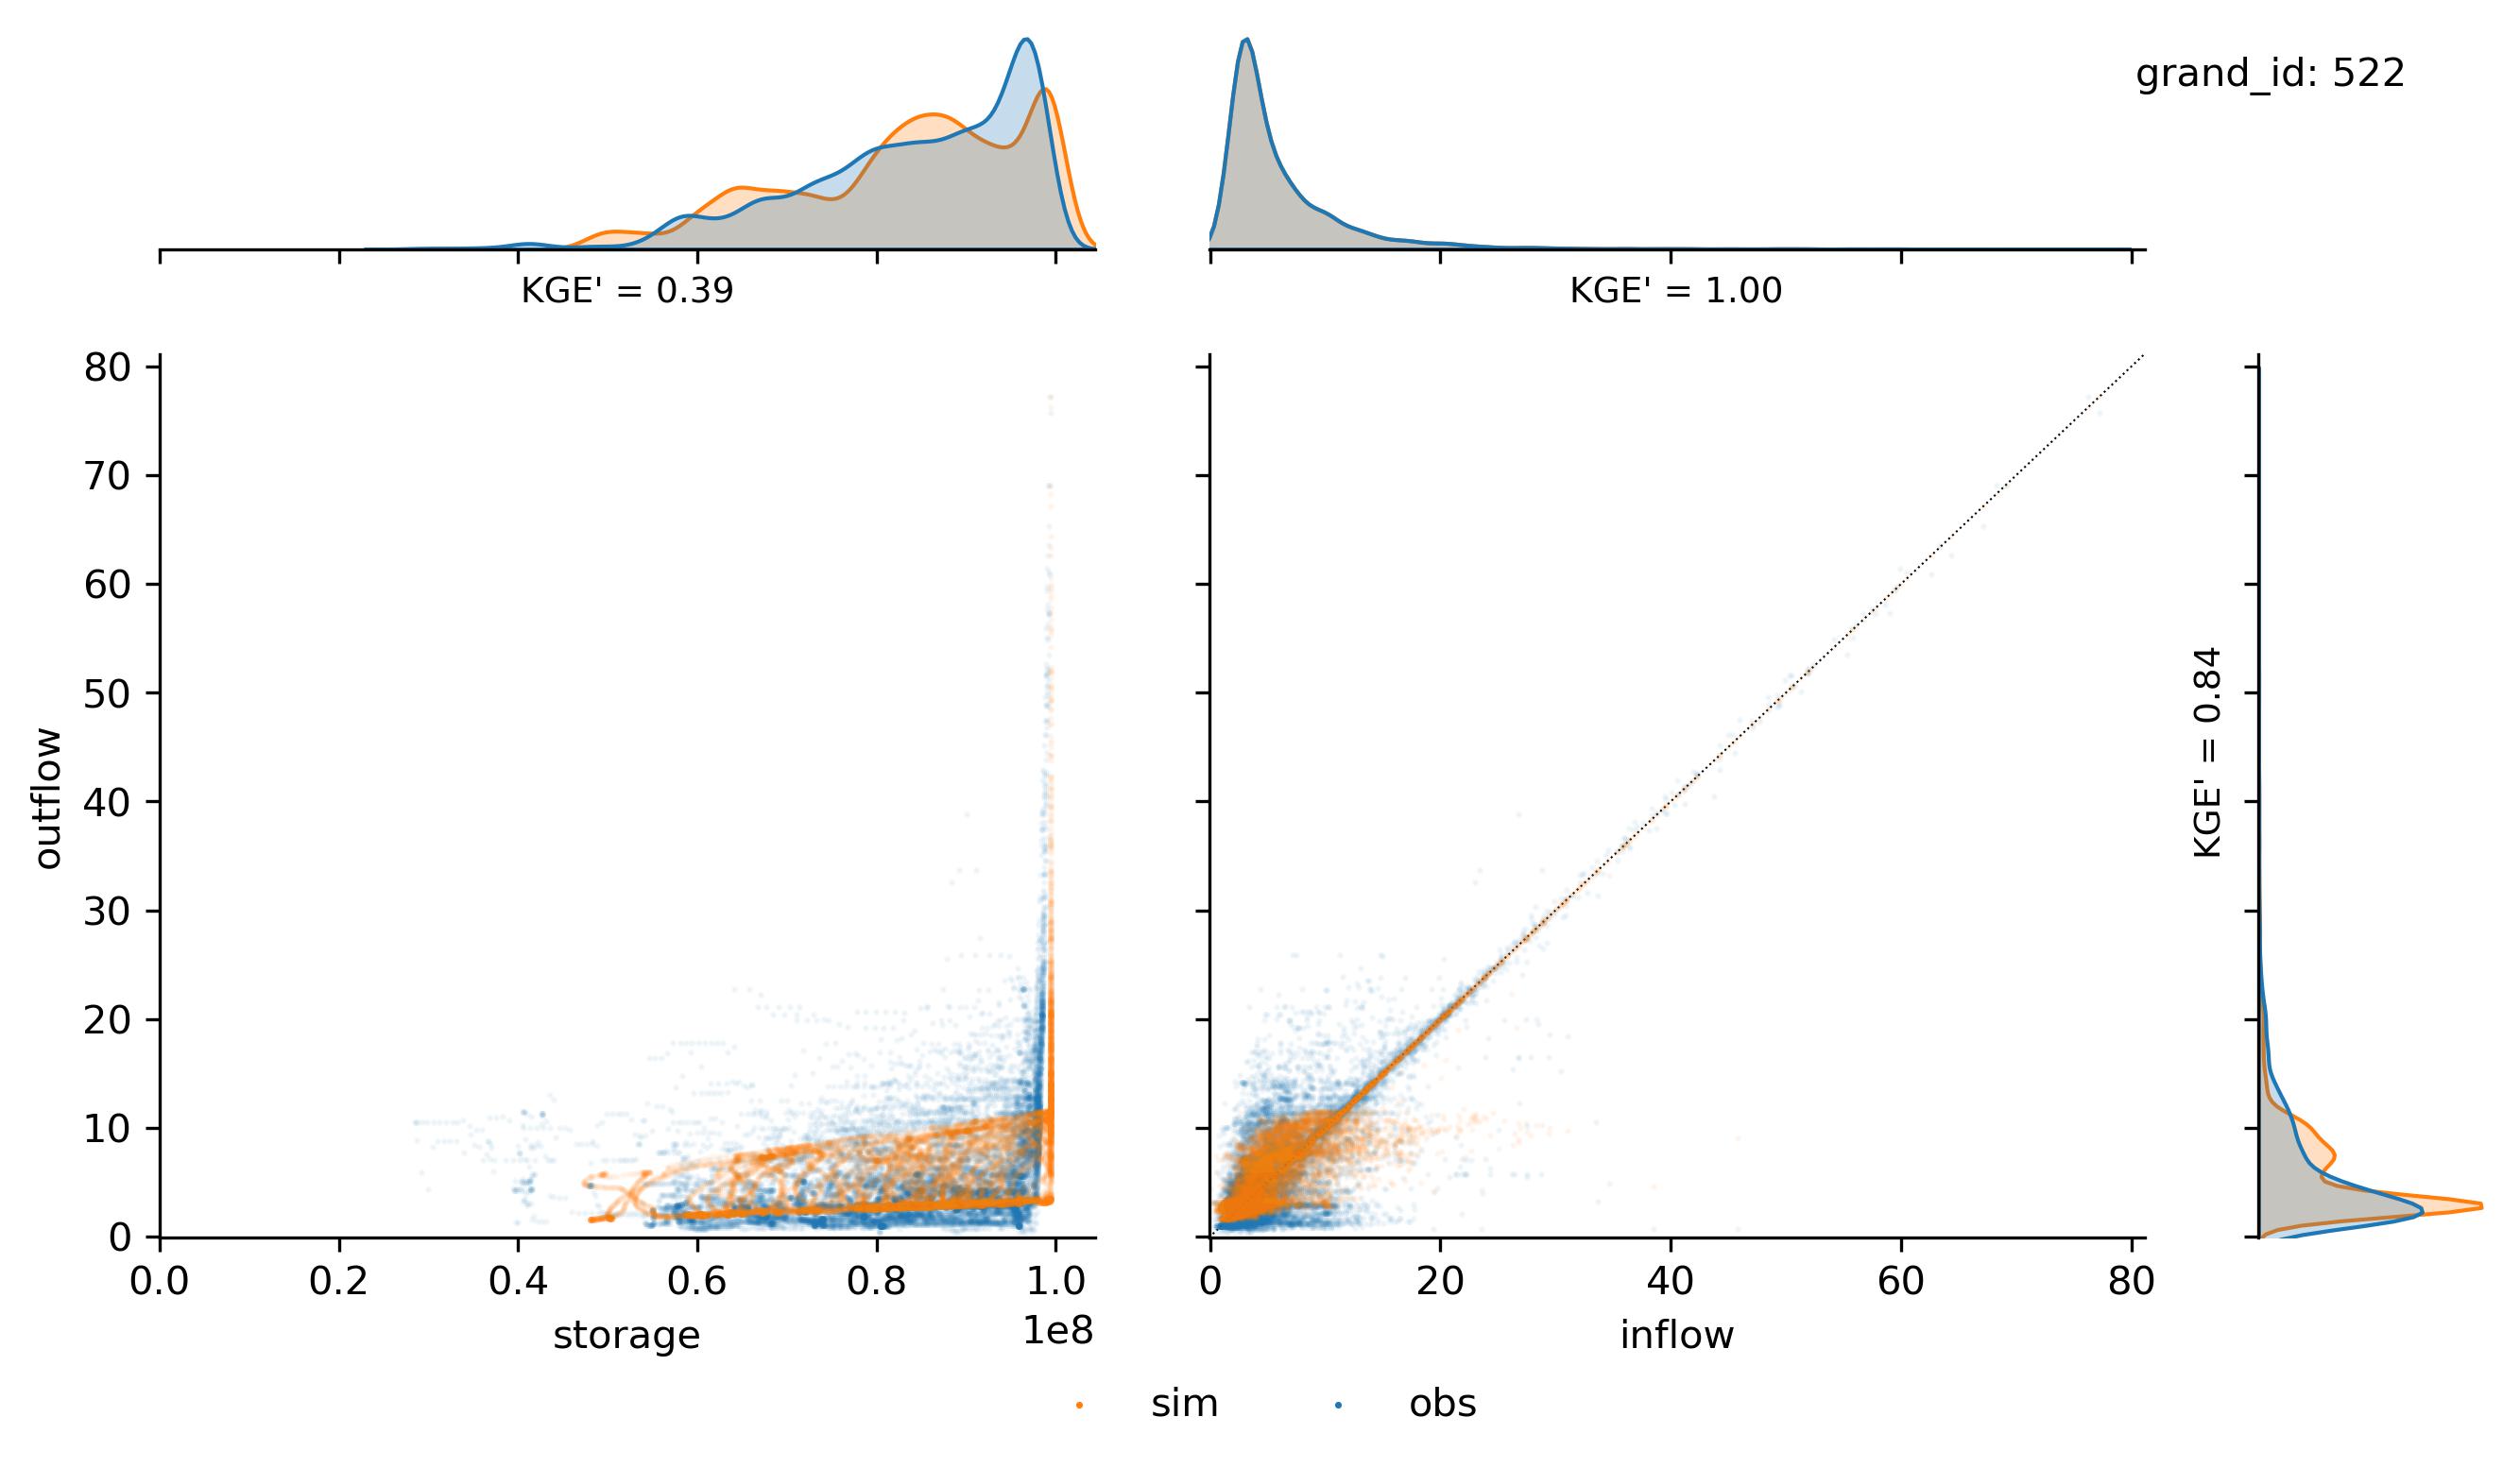 grand_id: 522
KGE' = 0.39
KGE' = 1.00
80
70
60
50
40
30
20
10
0
outflow
KGE' = 0.84
0.0 0.2 0.4 0.6 0.8 1.0
1e8
storage
0 20 40 60 80
inflow
sim obs